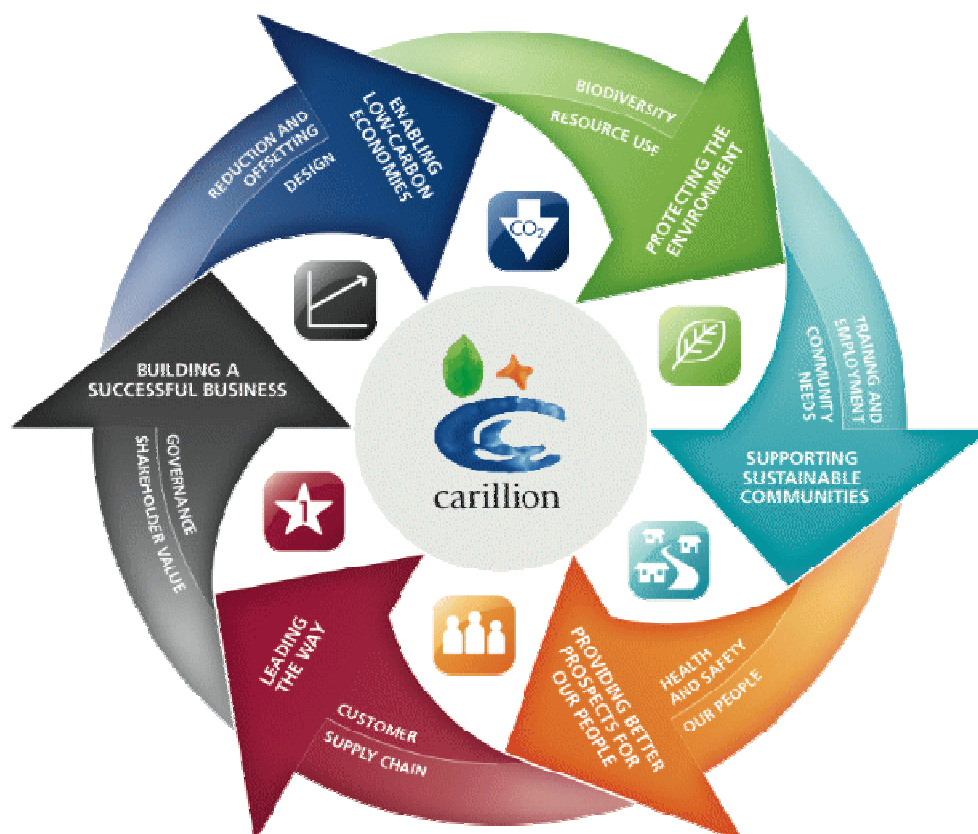 ENABLING
LOW-CARBON
ECONOMIES
REDUCTION AND
OFFSETTING
DESIGN
CO2
BIODIVERSITY
RESOURCE USE
PROTECTING THE
ENVIRONMENT
TRAINING AND
EMPLOYMENT
COMMUNITY
NEEDS
SUPPORTING
SUSTAINABLE
COMMUNITIES
HEALTH
AND SAFETY
OUR PEOPLE
PROVIDING BETTER
PROSPECTS FOR
OUR PEOPLE
CUSTOMER
SUPPLY CHAIN
LEADING
THE WAY
1
GOVERNANCE
SHAREHOLDER VALUE
BUILDING A
SUCCESSFUL BUSINESS
carillion